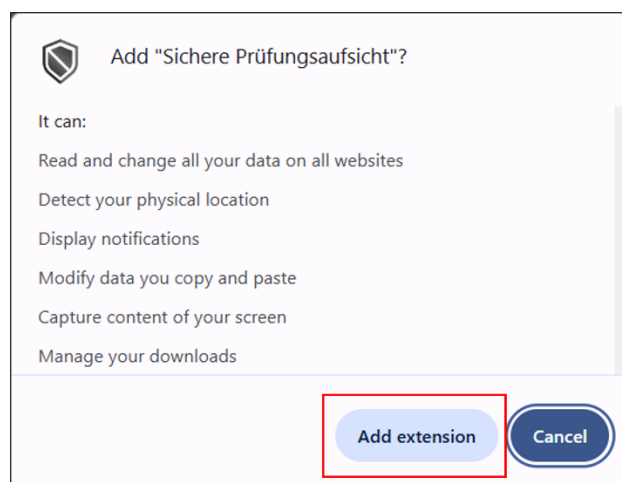 Add "Sichere Prüfungsaufsicht"?
It can:
Read and change all your data on all websites
Detect your physical location
Display notifications
Modify data you copy and paste
Capture content of your screen
Manage your downloads
Add extension
Cancel